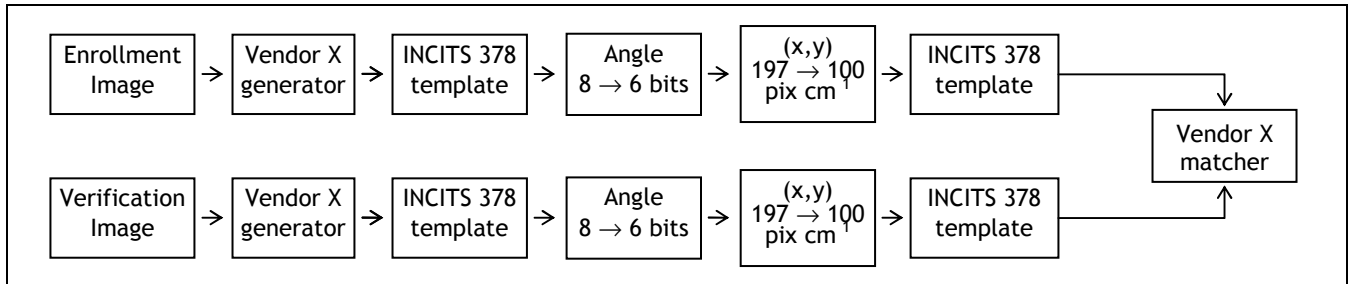 Enrollment
Image
Vendor X
generator
INCITS 378
template
Angle
8 → 6 bits
(x,y)
197 → 100
pix cm⁻¹
INCITS 378
template
Vendor X
matcher
Verification
Image
Vendor X
generator
INCITS 378
template
Angle
8 → 6 bits
(x,y)
197 → 100
pix cm⁻¹
INCITS 378
template